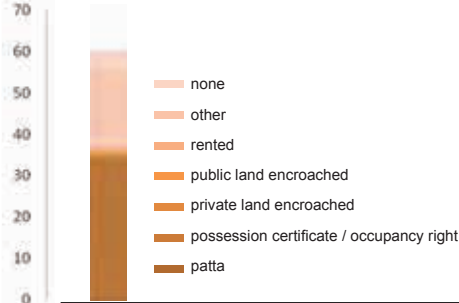 70
60
50
40
30
20
10
0
none
other
rented
public land encroached
private land encroached
possession certificate / occupancy right
patta